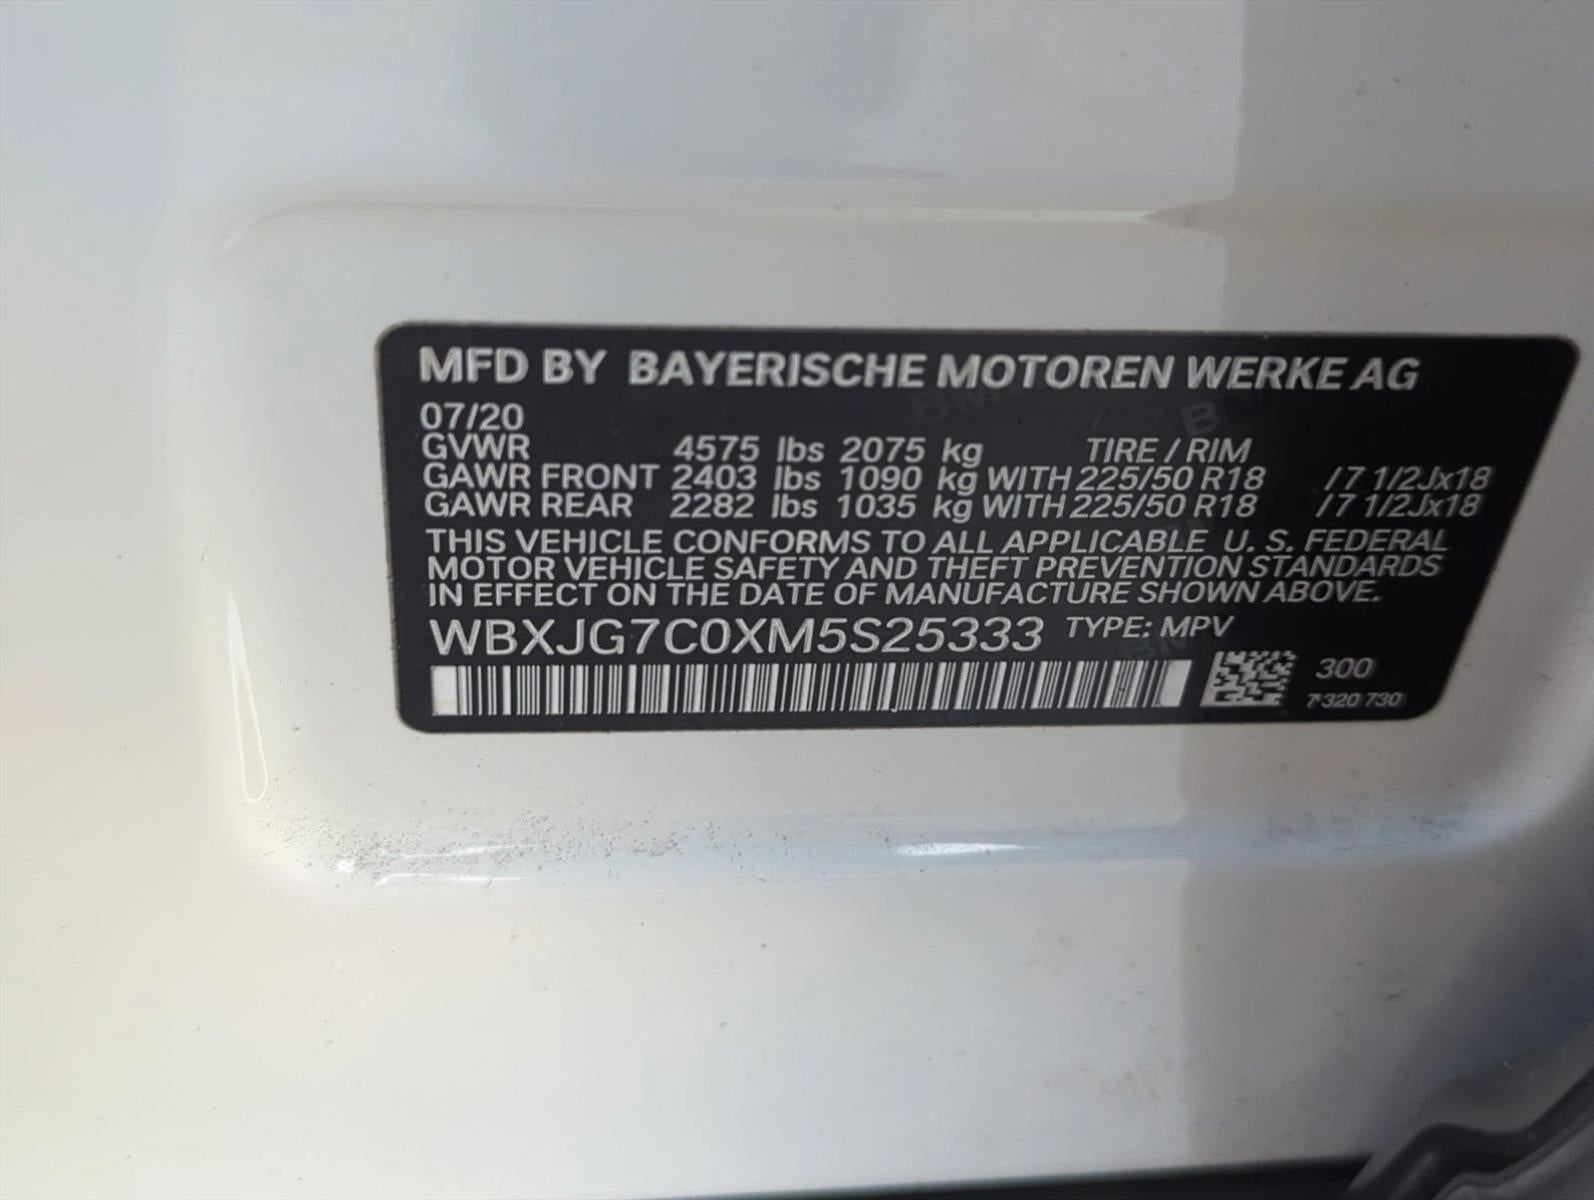 MFD BY BAYERISCHE MOTOREN WERKE AG
07/20
GVWR 4575 lbs 2075 kg TIRE / RIM
GAWR FRONT 2403 lbs 1090 kg WITH 225/50 R18 / 7 1/2Jx18
GAWR REAR 2282 lbs 1035 kg WITH 225/50 R18 / 7 1/2Jx18
THIS VEHICLE CONFORMS TO ALL APPLICABLE U. S. FEDERAL
MOTOR VEHICLE SAFETY AND THEFT PREVENTION STANDARDS
IN EFFECT ON THE DATE OF MANUFACTURE SHOWN ABOVE.
WBXJG7C0XM5S25333 TYPE: MPV
300
7 320 730